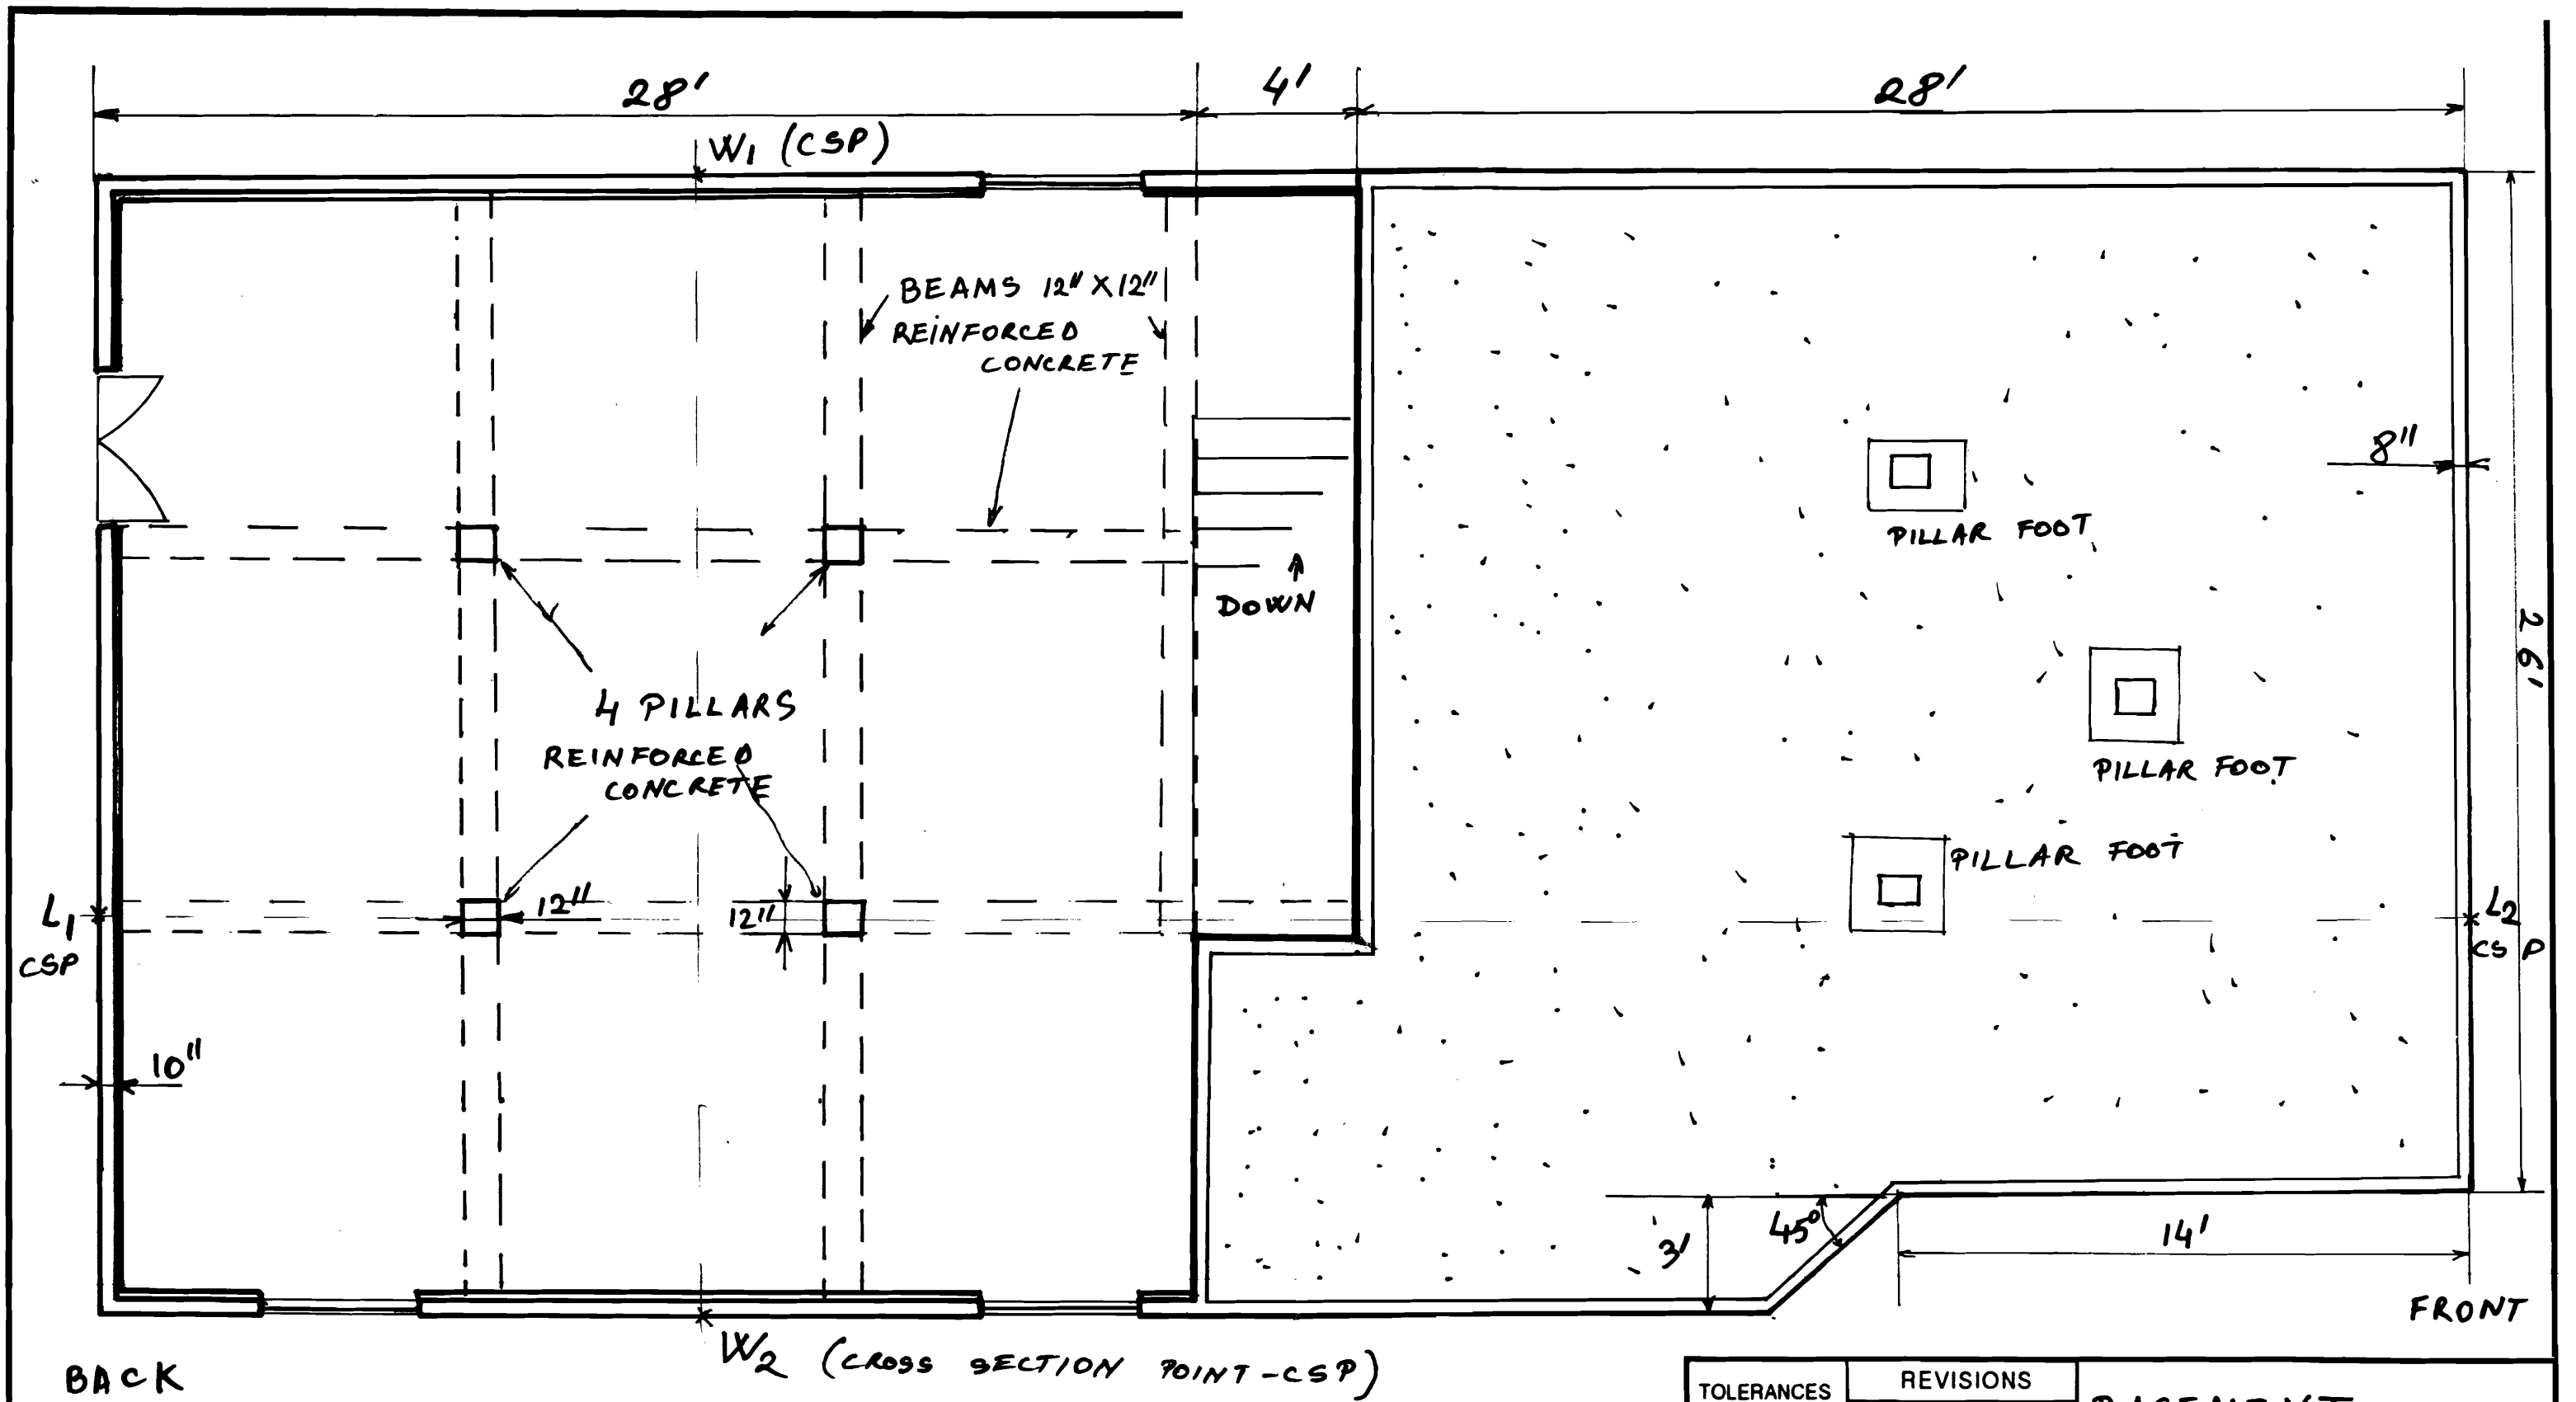 28'
4'
28'
W1 (CSP)
BEAMS 12" X 12"
REINFORCED
CONCRETE
8"
PILLAR FOOT
DOWN
26'
4 PILLARS
REINFORCED
CONCRETE
PILLAR FOOT
PILLAR FOOT
L1
CSP
12"
12"
L2
CSP
10"
3'
45°
14'
FRONT
W2 (CROSS SECTION POINT-CSP)
BACK
TOLERANCES
REVISIONS
BASEMENT